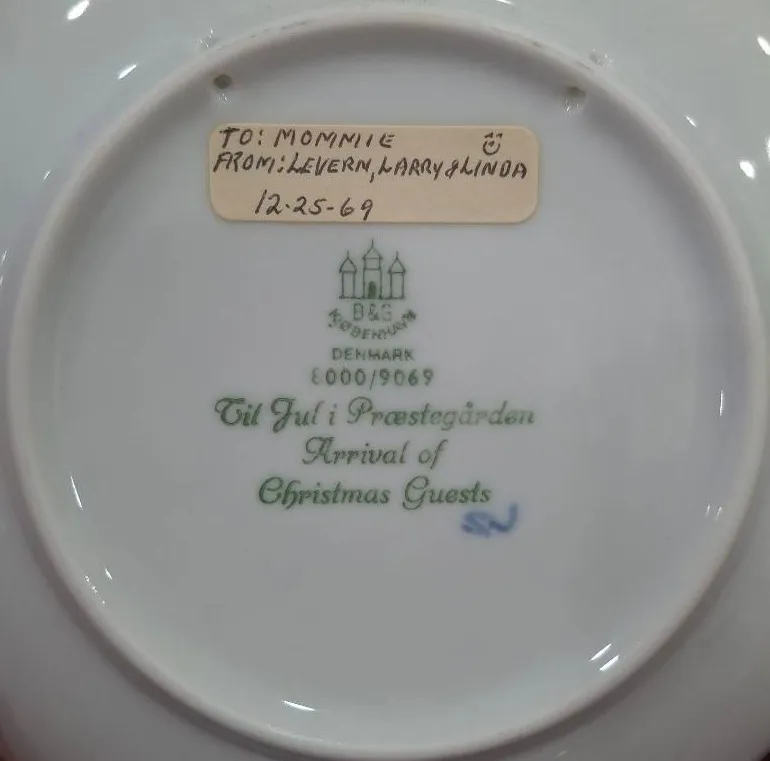 TO: MOMMIE
FROM: LEVERN, LARRY & LINDA
12-25-69
B&G
KJØBENHAVN
DENMARK
8000/9069
Til Jul i Præstegården
Arrival of
Christmas Guests